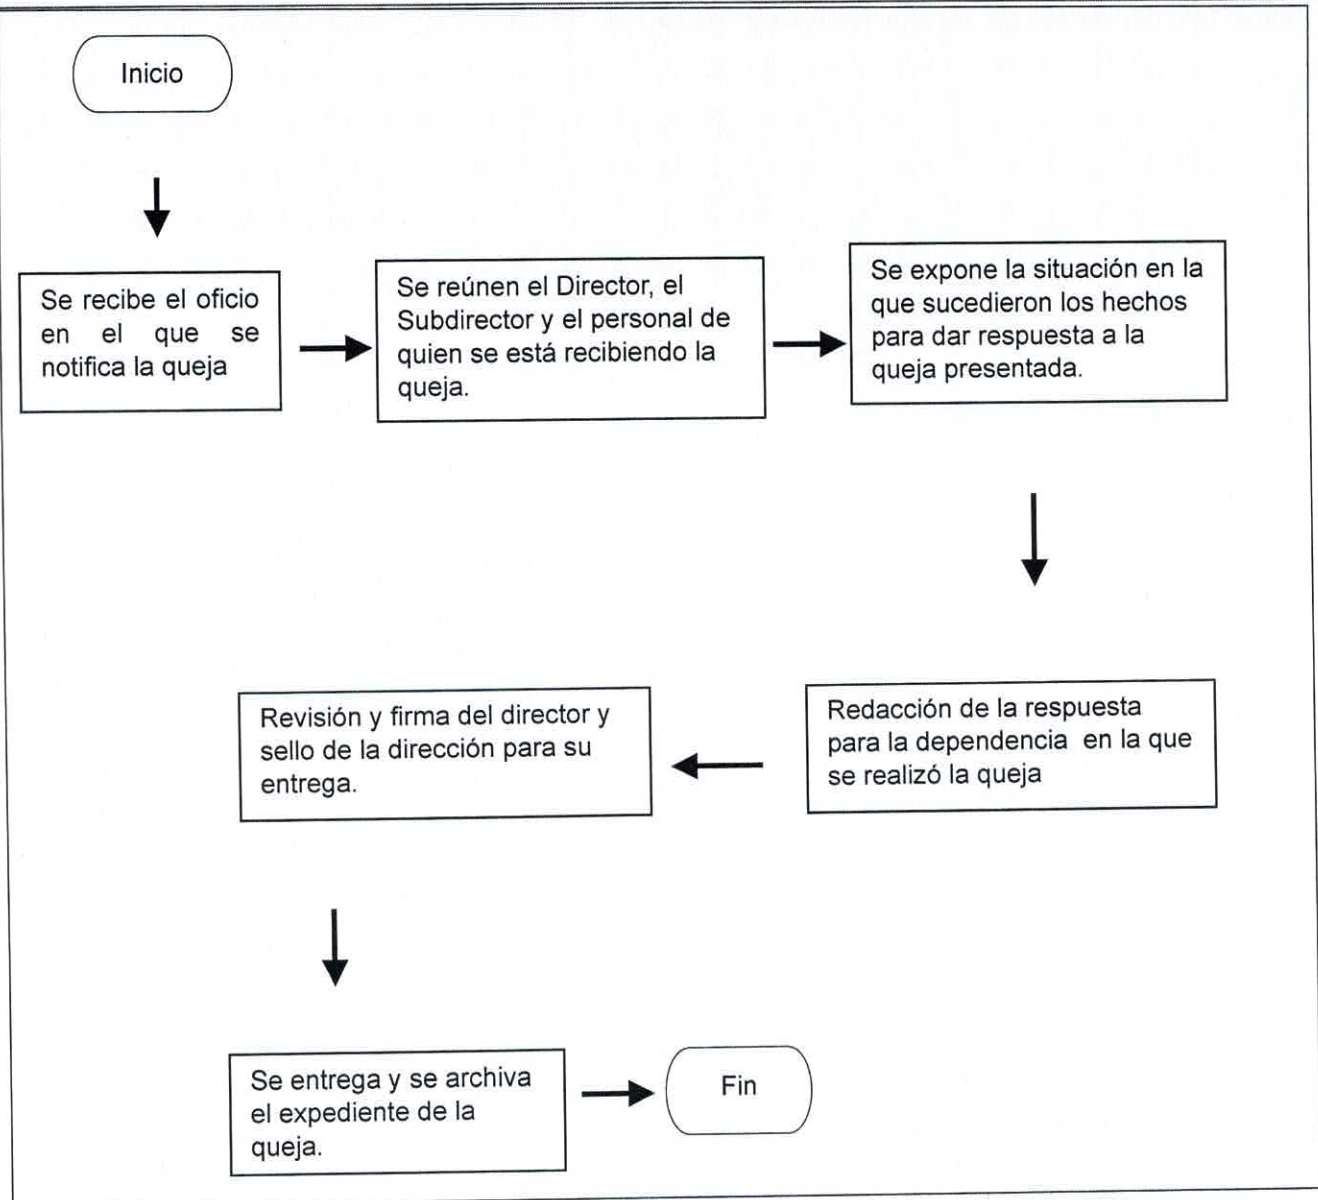 Inicio
Se recibe el oficio
en el que se
notifica la queja
Se reúnen el Director, el
Subdirector y el personal de
quien se está recibiendo la
queja.
Se expone la situación en la
que sucedieron los hechos
para dar respuesta a la
queja presentada.
Redacción de la respuesta
para la dependencia en la que
se realizó la queja
Revisión y firma del director y
sello de la dirección para su
entrega.
Se entrega y se archiva
el expediente de la
queja.
Fin